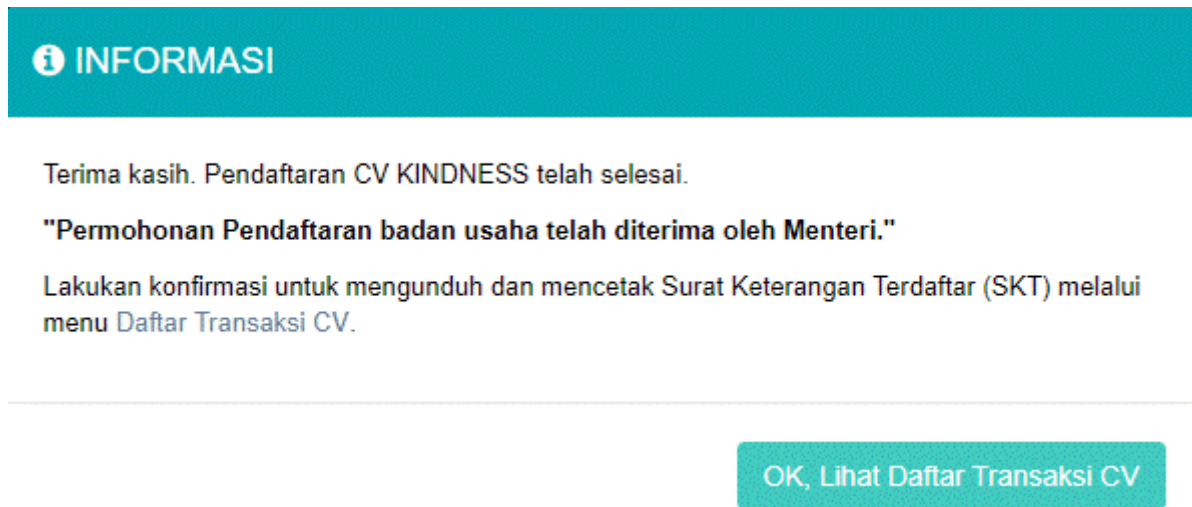 INFORMASI
Terima kasih. Pendaftaran CV KINDNESS telah selesai.
"Permohonan Pendaftaran badan usaha telah diterima oleh Menteri."
Lakukan konfirmasi untuk mengunduh dan mencetak Surat Keterangan Terdaftar (SKT) melalui
menu Daftar Transaksi CV.
OK, Lihat Daftar Transaksi CV